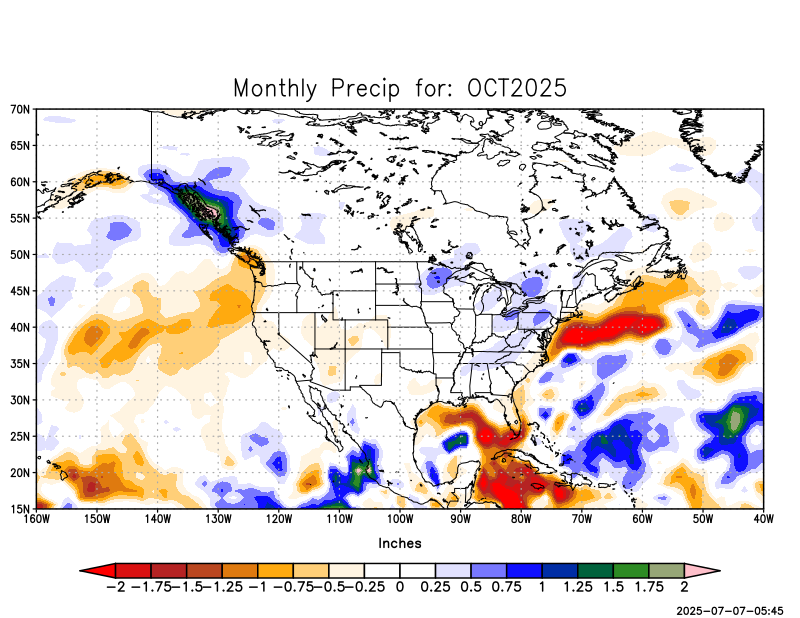 Monthly Precip for: OCT2025
70N
65N
60N
55N
50N
45N
40N
35N
30N
25N
20N
15N
160W 150W 140W 130W 120W 110W 100W 90W 80W 70W 60W 50W 40W
Inches
-2 -1.75 -1.5 -1.25 -1 -0.75 -0.5 -0.25 0 0.25 0.5 0.75 1 1.25 1.5 1.75 2
2025-07-07-05:45